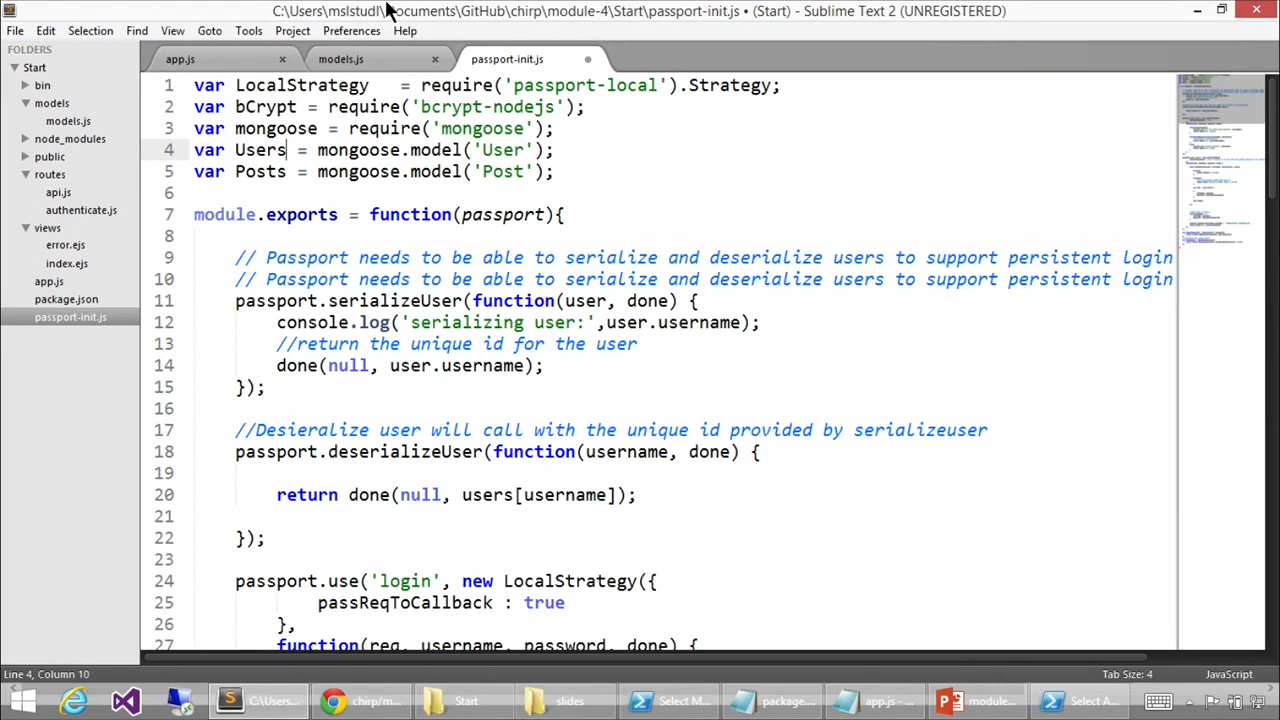 C:\Users\mslstudl\Documents\GitHub\chirp\module-4\Start\passport-init.js • (Start) - Sublime Text 2 (UNREGISTERED)
File Edit Selection Find View Goto Tools Project Preferences Help
FOLDERS
Start
bin
models
models.js
node_modules
public
routes
api.js
authenticate.js
views
error.ejs
index.ejs
app.js
package.json
passport-init.js
app.js models.js passport-init.js
1 var LocalStrategy   = require('passport-local').Strategy;
2 var bCrypt = require('bcrypt-nodejs');
3 var mongoose = require('mongoose');
4 var Users = mongoose.model('User');
5 var Posts = mongoose.model('Post');
6
7 module.exports = function(passport){
8
9 // Passport needs to be able to serialize and deserialize users to support persistent login
10 // Passport needs to be able to serialize and deserialize users to support persistent login
11 passport.serializeUser(function(user, done) {
12 console.log('serializing user:',user.username);
13 //return the unique id for the user
14 done(null, user.username);
15 });
16
17 //Desieralize user will call with the unique id provided by serializeuser
18 passport.deserializeUser(function(username, done) {
19
20 return done(null, users[username]);
21
22 });
23
24 passport.use('login', new LocalStrategy({
25 passReqToCallback : true
26 },
27 function(req, username, password, done) {
Line 4, Column 10 Tab Size: 4 JavaScript
C:\Users... chirp/m... Start slides Select M... package.... app.js -... module... Select A...